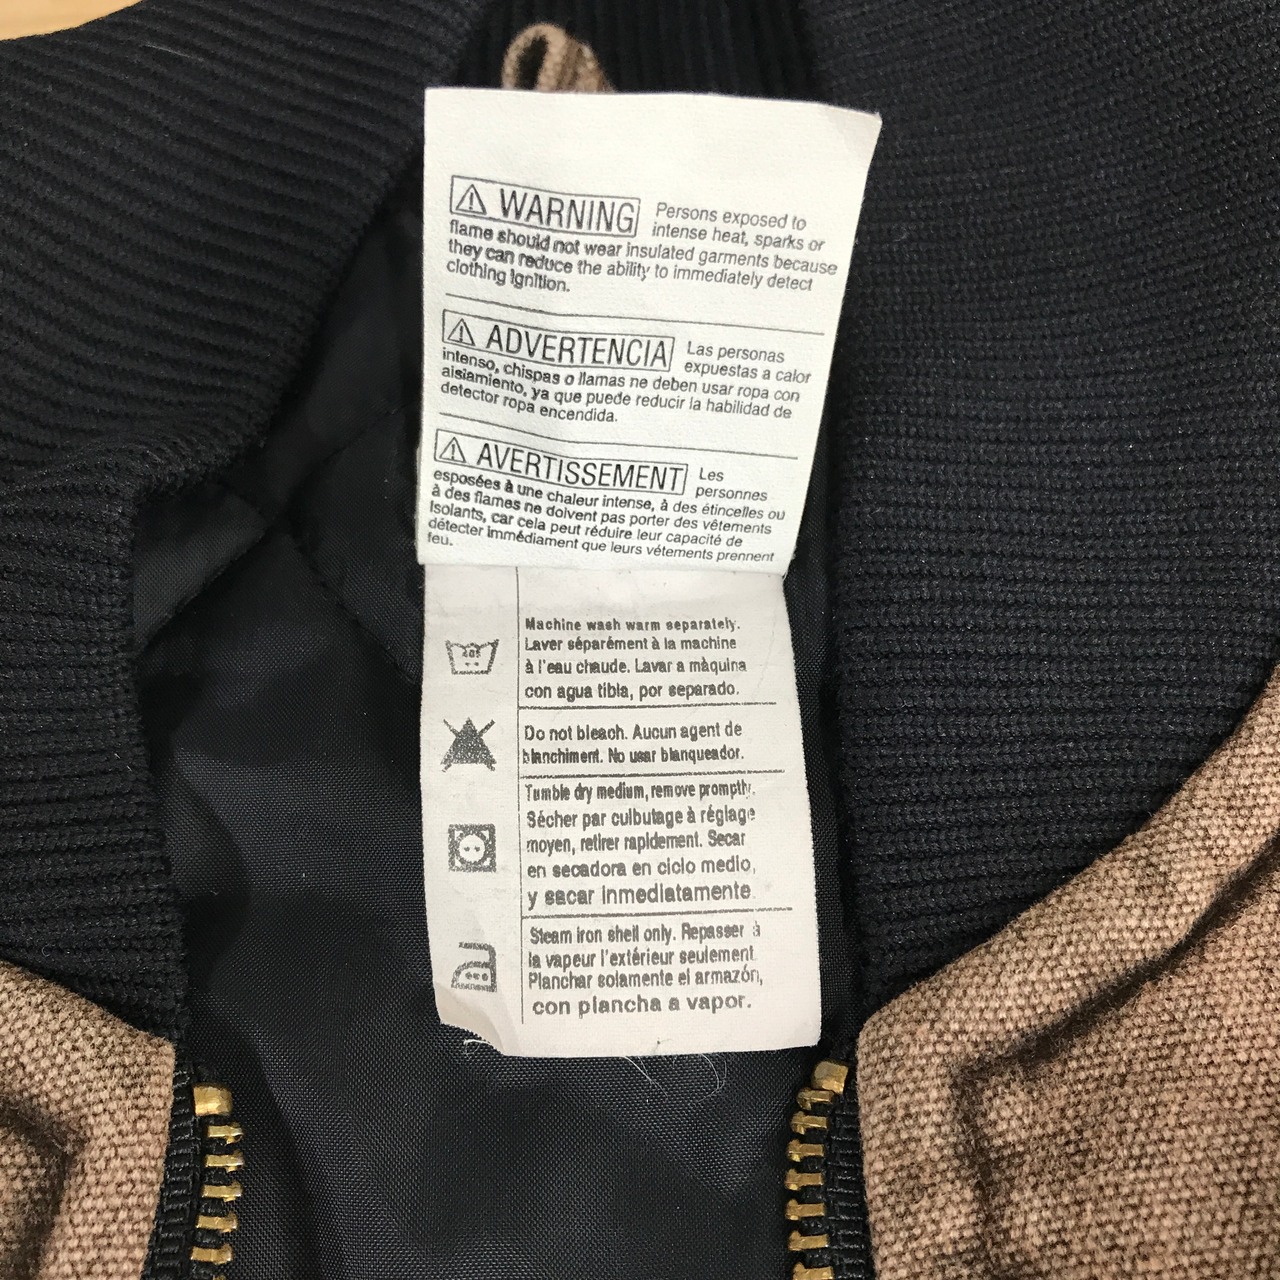 ⚠ WARNING Persons exposed to
intense heat, sparks or
flame should not wear insulated garments because
they can reduce the ability to immediately detect
clothing ignition.
⚠ ADVERTENCIA Las personas
expuestas a calor
intenso, chispas o llamas ne deben usar ropa con
aislamiento, ya que puede reducir la habilidad de
detector ropa encendida.
⚠ AVERTISSEMENT Les
personnes
esposées à une chaleur intense, à des étincelles ou
à des flames ne doivent pas porter des vêtements
isolants, car cela peut réduire leur capacité de
détecter immédiament que leurs vétements prennent
feu.
Machine wash warm separately.
Laver séparément à la machine
à l'eau chaude. Lavar a màquina
con agua tibla, por separado.
Do not bleach. Aucun agent de
blanchiment. No usar blanqueador.
Tumble dry medium, remove promptly.
Sécher par culbutage à réglage
moyen, retirer rapidement. Secar
en secadora en ciclo medio,
y sacar inmediatamente.
Steam iron shell only. Repasser à
la vapeur l'extérieur seulement.
Planchar solamente el armazón,
con plancha a vapor.